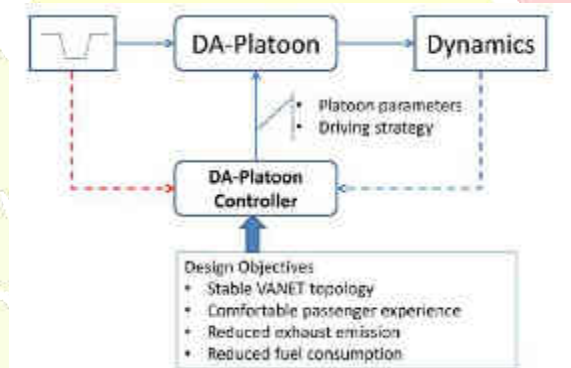 DA-Platoon
Dynamics
• Platoon parameters
• Driving strategy
DA-Platoon
Controller
Design Objectives
• Stable VANET topology
• Comfortable passenger experience
• Reduced exhaust emission
• Reduced fuel consumption